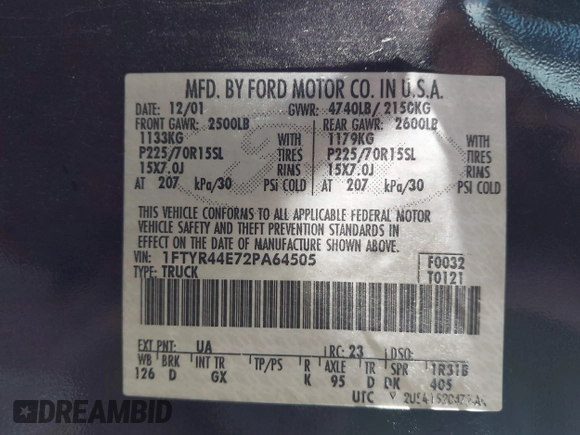 MFD. BY FORD MOTOR CO. IN U.S.A.
DATE: 12/01 GVWR: 4740LB/ 2150KG
FRONT GAWR: 2500LB REAR GAWR: 2600LB
1133KG WITH 1179KG WITH
P225/70R15SL TIRES P225/70R15SL TIRES
15X7.0J RIMS 15X7.0J RIMS
AT 207 kPa/30 PSI COLD AT 207 kPa/30 PSI COLD
THIS VEHICLE CONFORMS TO ALL APPLICABLE FEDERAL MOTOR
VEHICLE SAFETY AND THEFT PREVENTION STANDARDS IN
EFFECT ON THE DATE OF MANUFACTURE SHOWN ABOVE.
VIN: 1FTYR44E72PA64505 F0032
TYPE: TRUCK T0121
EXT PNT: UA RC: 23 DSO:
WB BRK INT TR TP/PS R AXLE TR SPR 1R31B
126 D GX K 95 D DK 405
UTC
DREAMBID